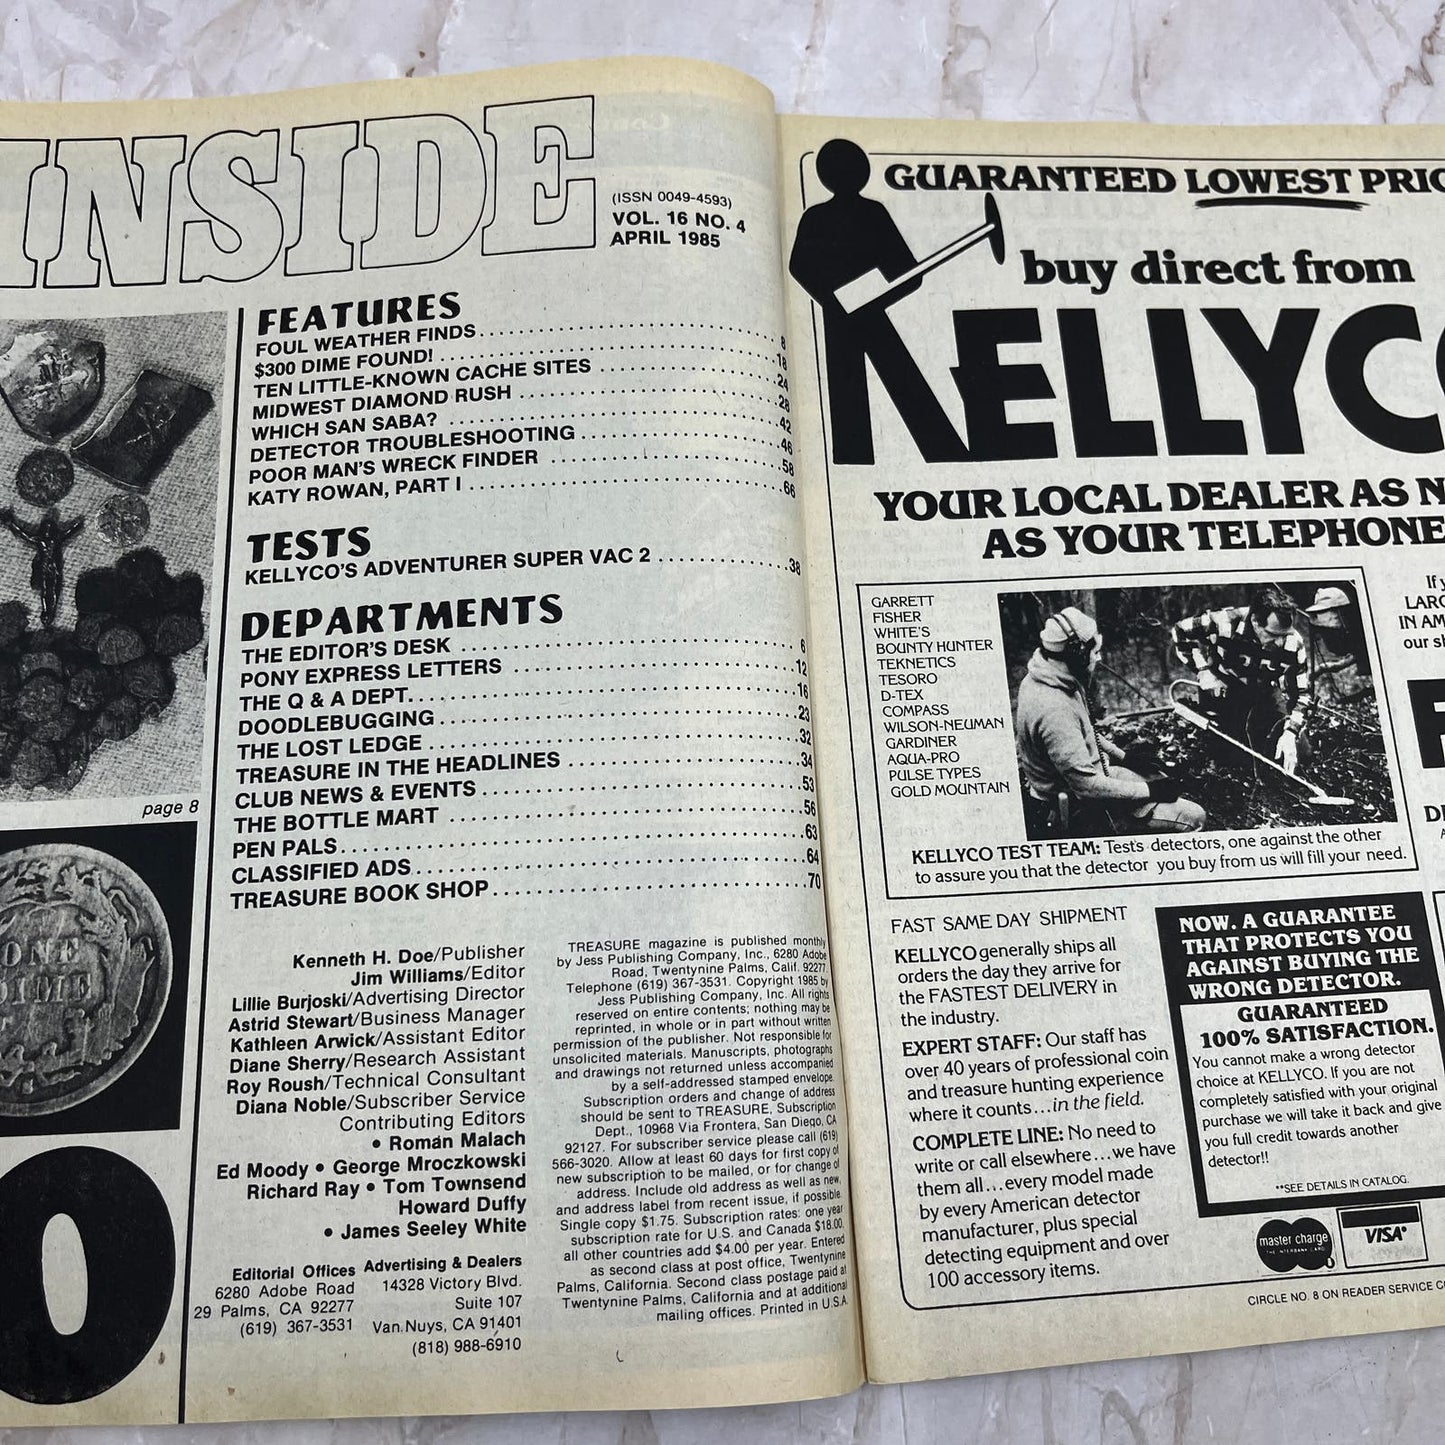 INSIDE
(ISSN 0049-4593)
VOL. 16 NO. 4
APRIL 1985
FEATURES
FOUL WEATHER FINDS 8
$300 DIME FOUND! 18
TEN LITTLE-KNOWN CACHE SITES 24
MIDWEST DIAMOND RUSH 28
WHICH SAN SABA? 42
DETECTOR TROUBLESHOOTING 46
POOR MAN'S WRECK FINDER 58
KATY ROWAN, PART I 66
TESTS
KELLYCO'S ADVENTURER SUPER VAC 2 38
DEPARTMENTS
THE EDITOR'S DESK 6
PONY EXPRESS LETTERS 12
THE Q & A DEPT. 16
DOODLEBUGGING 23
THE LOST LEDGE 32
TREASURE IN THE HEADLINES 34
CLUB NEWS & EVENTS 53
THE BOTTLE MART 56
PEN PALS 63
CLASSIFIED ADS 64
TREASURE BOOK SHOP 70
page 8
ONE
DIME
Kenneth H. Doe/Publisher
Jim Williams/Editor
Lillie Burjoski/Advertising Director
Astrid Stewart/Business Manager
Kathleen Arwick/Assistant Editor
Diane Sherry/Research Assistant
Roy Roush/Technical Consultant
Diana Noble/Subscriber Service
Contributing Editors
• Roman Malach
Ed Moody • George Mroczkowski
Richard Ray • Tom Townsend
Howard Duffy
• James Seeley White
Editorial Offices
6280 Adobe Road
29 Palms, CA 92277
(619) 367-3531
Advertising & Dealers
14328 Victory Blvd.
Suite 107
Van Nuys, CA 91401
(818) 988-6910
TREASURE magazine is published monthly
by Jess Publishing Company, Inc., 6280 Adobe
Road, Twentynine Palms, Calif. 92277.
Telephone (619) 367-3531. Copyright 1985 by
Jess Publishing Company, Inc. All rights
reserved on entire contents; nothing may be
reprinted, in whole or in part without written
permission of the publisher. Not responsible for
unsolicited materials. Manuscripts, photographs
and drawings not returned unless accompanied
by a self-addressed stamped envelope.
Subscription orders and change of address
should be sent to TREASURE, Subscription
Dept., 10968 Via Frontera, San Diego, CA
92127. For subscriber service please call (619)
566-3020. Allow at least 60 days for first copy of
new subscription to be mailed, or for change of
address. Include old address as well as new,
and address label from recent issue, if possible.
Single copy $1.75. Subscription rates: one year
subscription rate for U.S. and Canada $18.00,
all other countries add $4.00 per year. Entered
as second class at post office, Twentynine
Palms, California. Second class postage paid at
Twentynine Palms, California and at additional
mailing offices. Printed in U.S.A.
GUARANTEED LOWEST PRIC
buy direct from
KELLYCO
YOUR LOCAL DEALER AS N
AS YOUR TELEPHONE
GARRETT
FISHER
WHITE'S
BOUNTY HUNTER
TEKNETICS
TESORO
D-TEX
COMPASS
WILSON-NEUMAN
GARDINER
AQUA-PRO
PULSE TYPES
GOLD MOUNTAIN
KELLYCO TEST TEAM: Tests detectors, one against the other
to assure you that the detector you buy from us will fill your need.
If y
LARG
IN AM
our sh
FAST SAME DAY SHIPMENT
KELLYCO generally ships all
orders the day they arrive for
the FASTEST DELIVERY in
the industry.
EXPERT STAFF: Our staff has
over 40 years of professional coin
and treasure hunting experience
where it counts...in the field.
COMPLETE LINE: No need to
write or call elsewhere...we have
them all...every model made
by every American detector
manufacturer, plus special
detecting equipment and over
100 accessory items.
NOW. A GUARANTEE
THAT PROTECTS YOU
AGAINST BUYING THE
WRONG DETECTOR.
GUARANTEED
100% SATISFACTION.
You cannot make a wrong detector
choice at KELLYCO. If you are not
completely satisfied with your original
purchase we will take it back and give
you full credit towards another
detector!!
**SEE DETAILS IN CATALOG.
master charge
THE INTERBANK CARD
VISA
CIRCLE NO. 8 ON READER SERVICE C